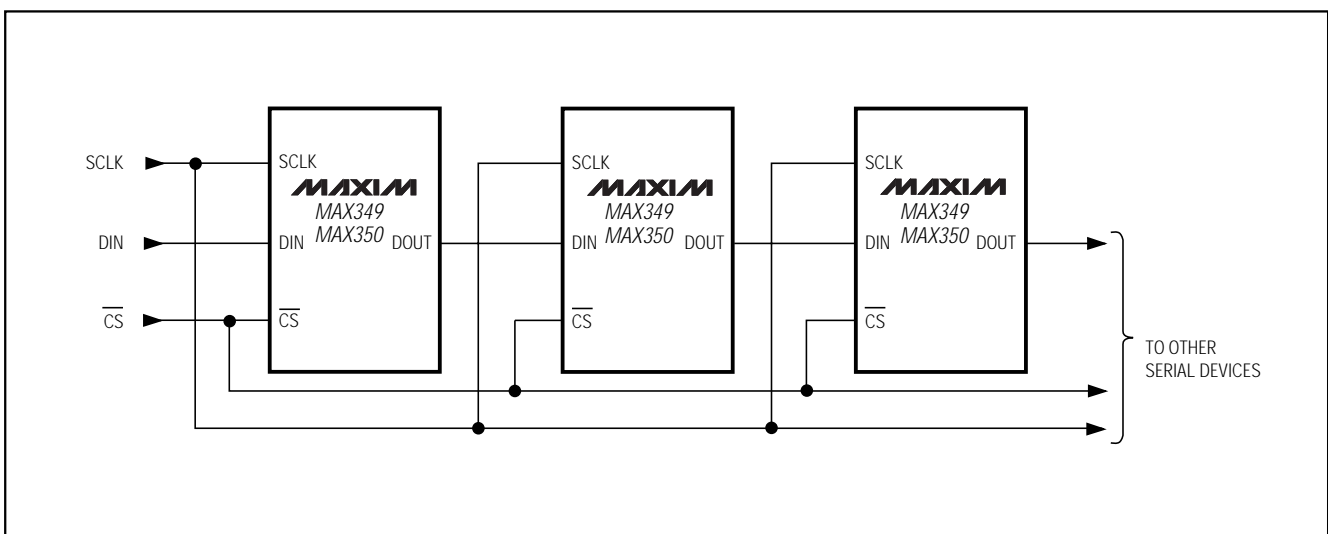 SCLK
DIN
CS
SCLK
MAXIM
MAX349
MAX350
DIN
DOUT
CS
SCLK
MAXIM
MAX349
MAX350
DIN
DOUT
CS
SCLK
MAXIM
MAX349
MAX350
DIN
DOUT
CS
TO OTHER
SERIAL DEVICES